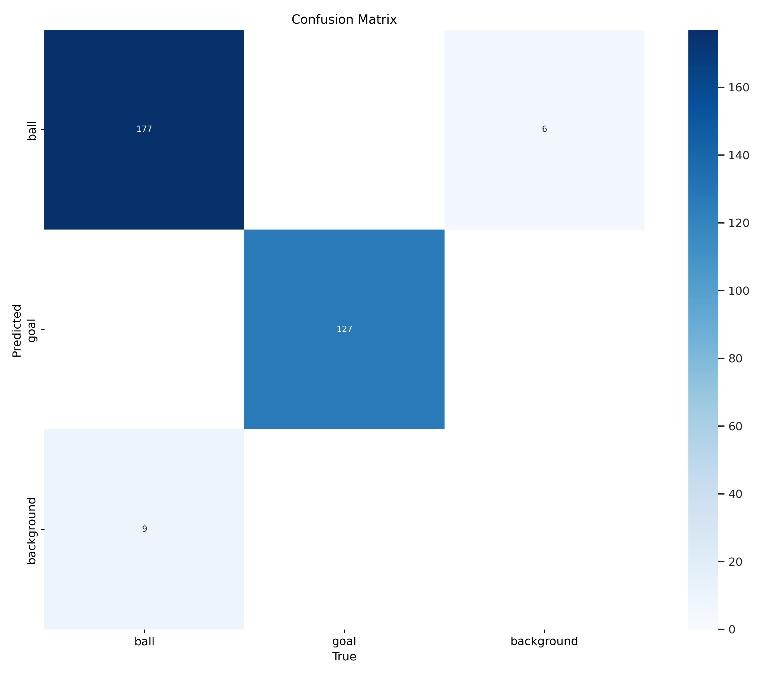 Confusion Matrix
ball
177
6
Predicted
goal
127
background
9
ball
goal
background
True
160
140
120
100
80
60
40
20
0